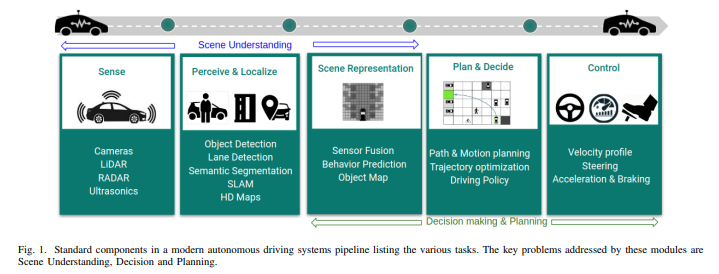 Scene Understanding
Sense
Cameras
LiDAR
RADAR
Ultrasonics
Perceive & Localize
Object Detection
Lane Detection
Semantic Segmentation
SLAM
HD Maps
Scene Representation
Sensor Fusion
Behavior Prediction
Object Map
Plan & Decide
Path & Motion planning
Trajectory optimization
Driving Policy
Control
Velocity profile
Steering
Acceleration & Braking
Decision making & Planning
Fig. 1. Standard components in a modern autonomous driving systems pipeline listing the various tasks. The key problems addressed by these modules are
Scene Understanding, Decision and Planning.